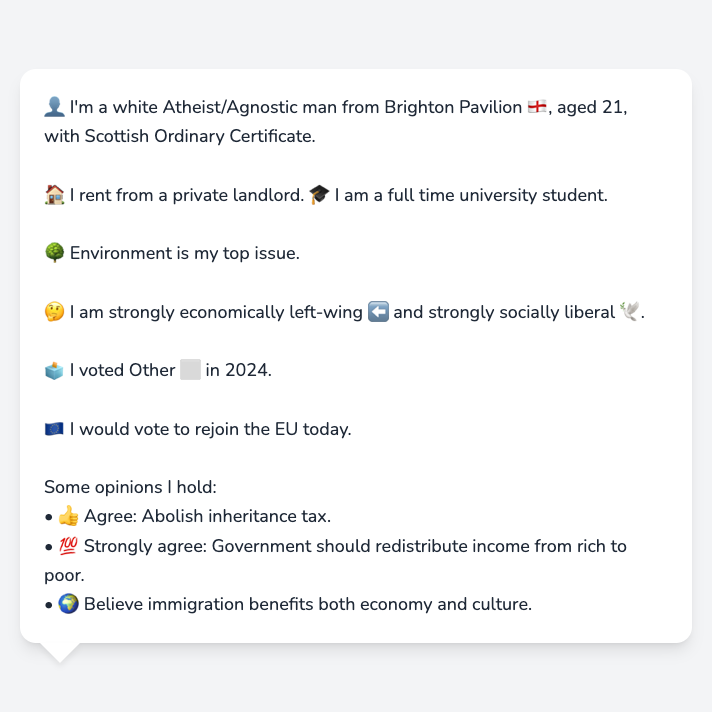 👤 I'm a white Atheist/Agnostic man from Brighton Pavilion 🏴󠁧󠁢󠁥󠁮󠁧󠁿, aged 21,
with Scottish Ordinary Certificate.
🏠 I rent from a private landlord. 🎓 I am a full time university student.
🌳 Environment is my top issue.
🤔 I am strongly economically left-wing ⬅️ and strongly socially liberal 🕊️.
🗳️ I voted Other ⬜ in 2024.
🇪🇺 I would vote to rejoin the EU today.
Some opinions I hold:
• 👍 Agree: Abolish inheritance tax.
• 💯 Strongly agree: Government should redistribute income from rich to
poor.
• 🌍 Believe immigration benefits both economy and culture.